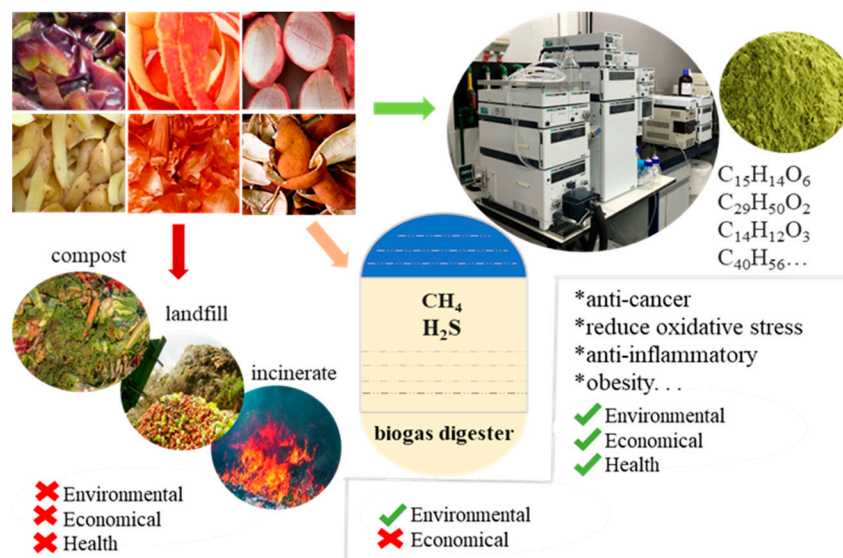 C₁₅H₁₄O₆
C₂₉H₅₀O₂
C₁₄H₁₂O₃
C₄₀H₅₆...
compost
landfill
incinerate
CH₄
H₂S
biogas digester
*anti-cancer
*reduce oxidative stress
*anti-inflammatory
*obesity...
✓ Environmental
✓ Economical
✓ Health
✗ Environmental
✗ Economical
✗ Health
✓ Environmental
✗ Economical